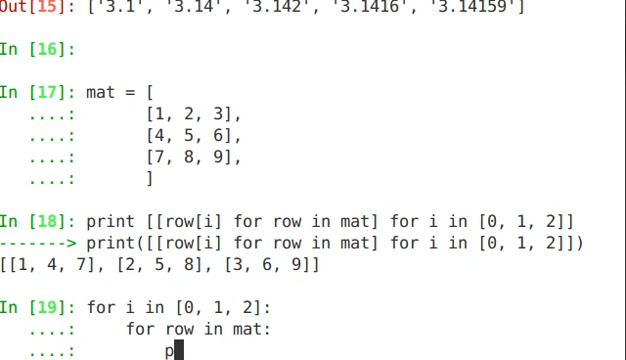 Out[15]: ['3.1', '3.14', '3.142', '3.1416', '3.14159']
In [16]:
In [17]: mat = [
   ....:        [1, 2, 3],
   ....:        [4, 5, 6],
   ....:        [7, 8, 9],
   ....:        ]
In [18]: print [[row[i] for row in mat] for i in [0, 1, 2]]
-------> print([[row[i] for row in mat] for i in [0, 1, 2]])
[[1, 4, 7], [2, 5, 8], [3, 6, 9]]
In [19]: for i in [0, 1, 2]:
   ....:     for row in mat:
   ....:         p